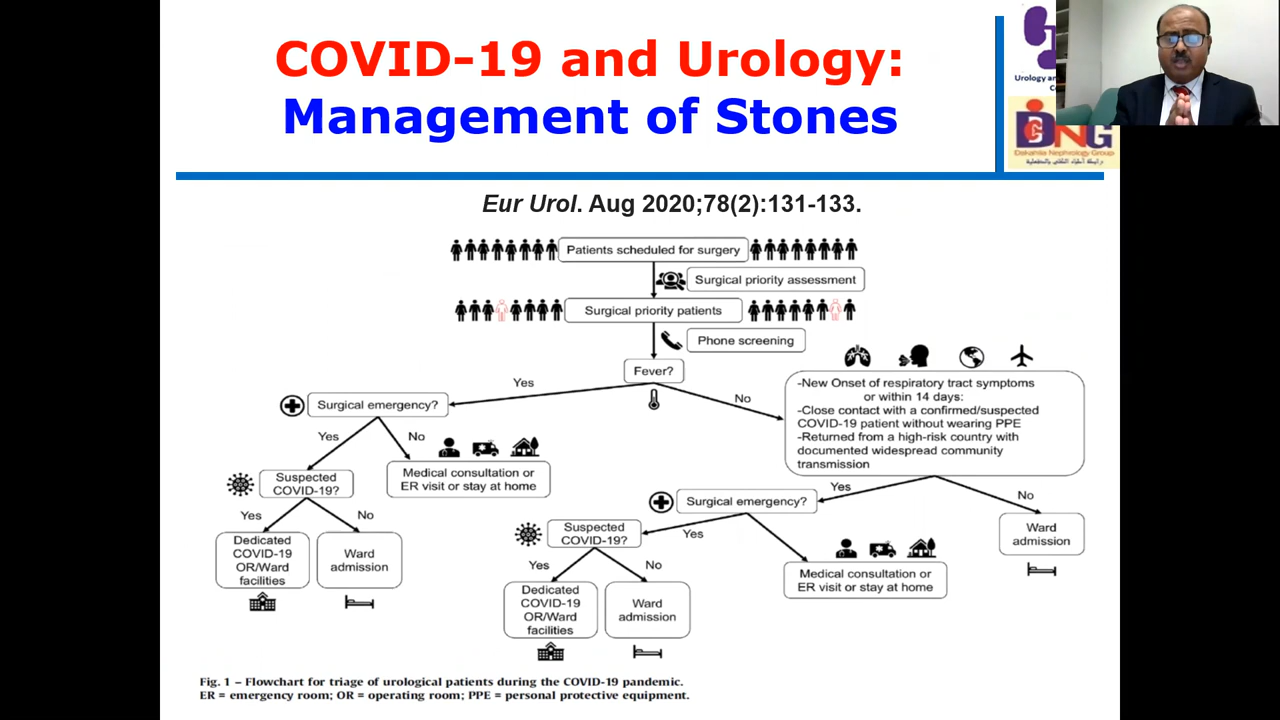 COVID-19 and Urology:
Management of Stones
Urology an
Dakahlia Nephrology Group
Eur Urol. Aug 2020;78(2):131-133.
Patients scheduled for surgery
Surgical priority assessment
Surgical priority patients
Phone screening
Fever?
Yes
No
Surgical emergency?
Yes
No
Suspected
COVID-19?
Medical consultation or
ER visit or stay at home
Yes
No
Dedicated
COVID-19
OR/Ward
facilities
Ward
admission
-New Onset of respiratory tract symptoms
or within 14 days:
-Close contact with a confirmed/suspected
COVID-19 patient without wearing PPE
-Returned from a high-risk country with
documented widespread community
transmission
Yes
No
Surgical emergency?
Ward
admission
Yes
Suspected
COVID-19?
Medical consultation or
ER visit or stay at home
Yes
No
Dedicated
COVID-19
OR/Ward
facilities
Ward
admission
Fig. 1 – Flowchart for triage of urological patients during the COVID-19 pandemic.
ER = emergency room; OR = operating room; PPE = personal protective equipment.